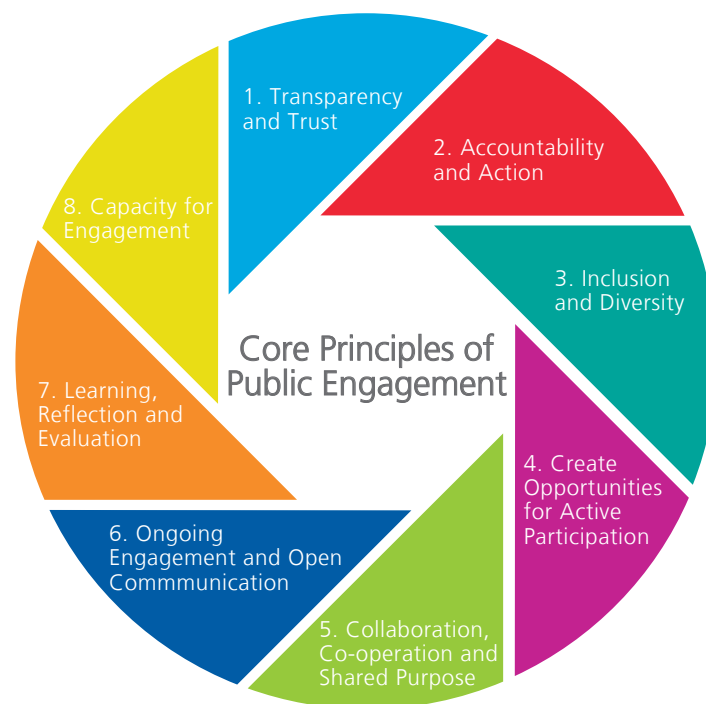 1. Transparency
and Trust
2. Accountability
and Action
3. Inclusion
and Diversity
4. Create
Opportunities
for Active
Participation
5. Collaboration,
Co-operation and
Shared Purpose
6. Ongoing
Engagement and Open
Commmunication
7. Learning,
Reflection and
Evaluation
8. Capacity for
Engagement
Core Principles of
Public Engagement